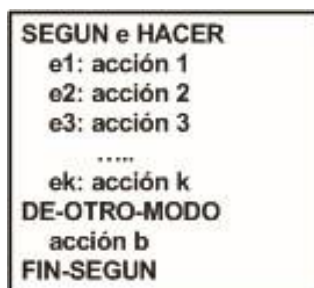 SEGUN e HACER
e1: acción 1
e2: acción 2
e3: acción 3
.....
ek: acción k
DE-OTRO-MODO
acción b
FIN-SEGUN